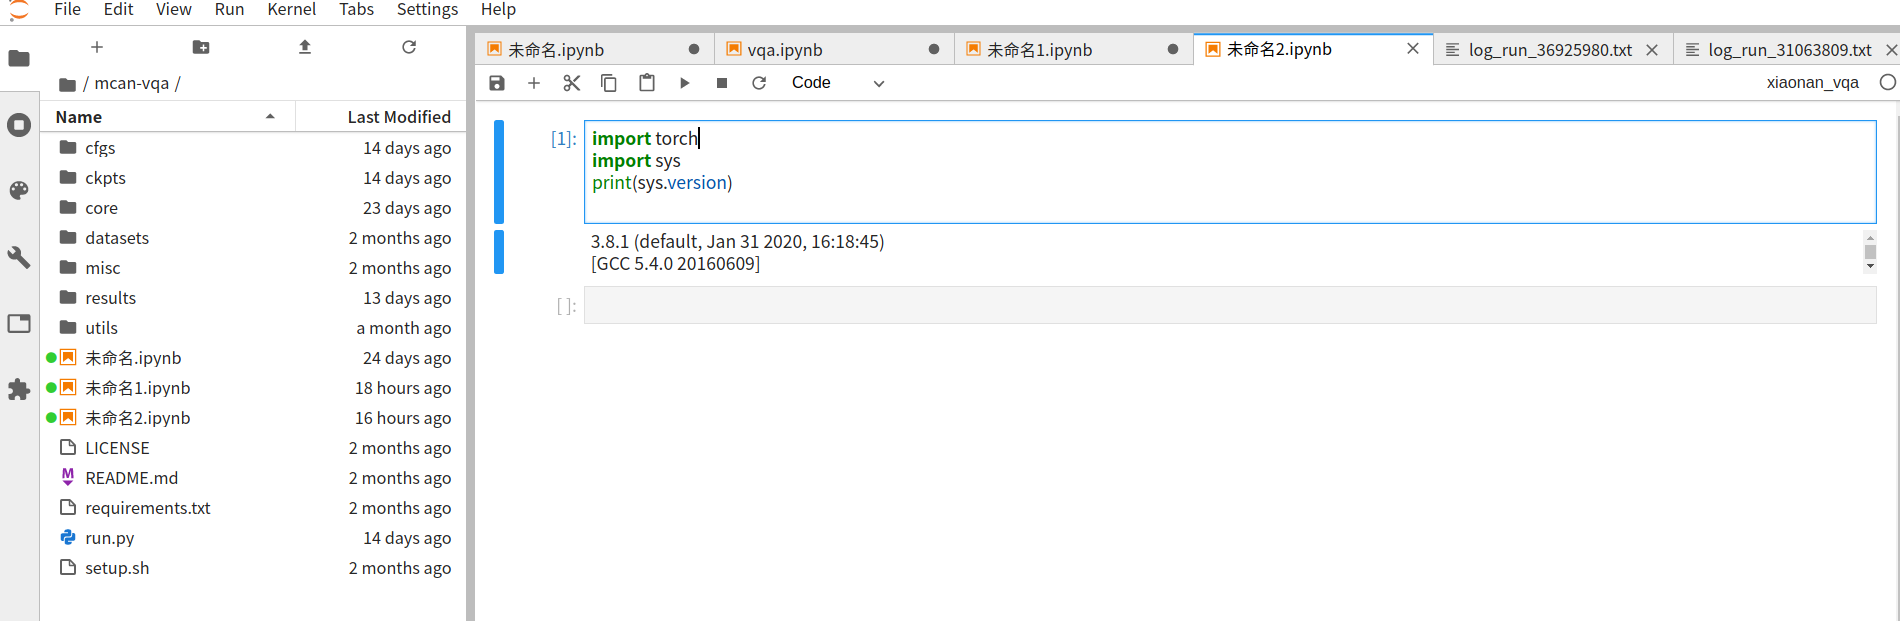 File Edit View Run Kernel Tabs Settings Help
/ mcan-vqa /
Name Last Modified
cfgs 14 days ago
ckpts 14 days ago
core 23 days ago
datasets 2 months ago
misc 2 months ago
results 13 days ago
utils a month ago
未命名.ipynb 24 days ago
未命名1.ipynb 18 hours ago
未命名2.ipynb 16 hours ago
LICENSE 2 months ago
README.md 2 months ago
requirements.txt 2 months ago
run.py 14 days ago
setup.sh 2 months ago
未命名.ipynb vqa.ipynb 未命名1.ipynb 未命名2.ipynb log_run_36925980.txt log_run_31063809.txt
Code xiaonan_vqa
[1]: import torch
import sys
print(sys.version)
3.8.1 (default, Jan 31 2020, 16:18:45)
[GCC 5.4.0 20160609]
[ ]: